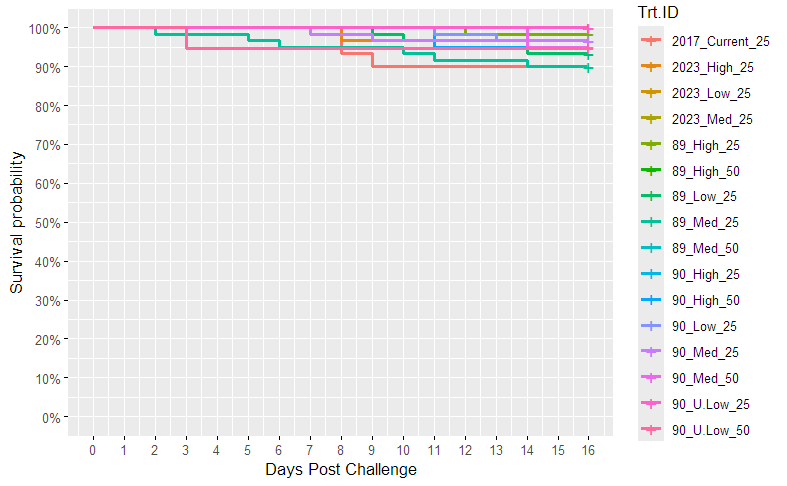 Trt.ID
100%
90%
80%
70%
60%
50%
40%
30%
20%
10%
0%
Survival probability
0 1 2 3 4 5 6 7 8 9 10 11 12 13 14 15 16
Days Post Challenge
2017_Current_25
2023_High_25
2023_Low_25
2023_Med_25
89_High_25
89_High_50
89_Low_25
89_Med_25
89_Med_50
90_High_25
90_High_50
90_Low_25
90_Med_25
90_Med_50
90_U.Low_25
90_U.Low_50